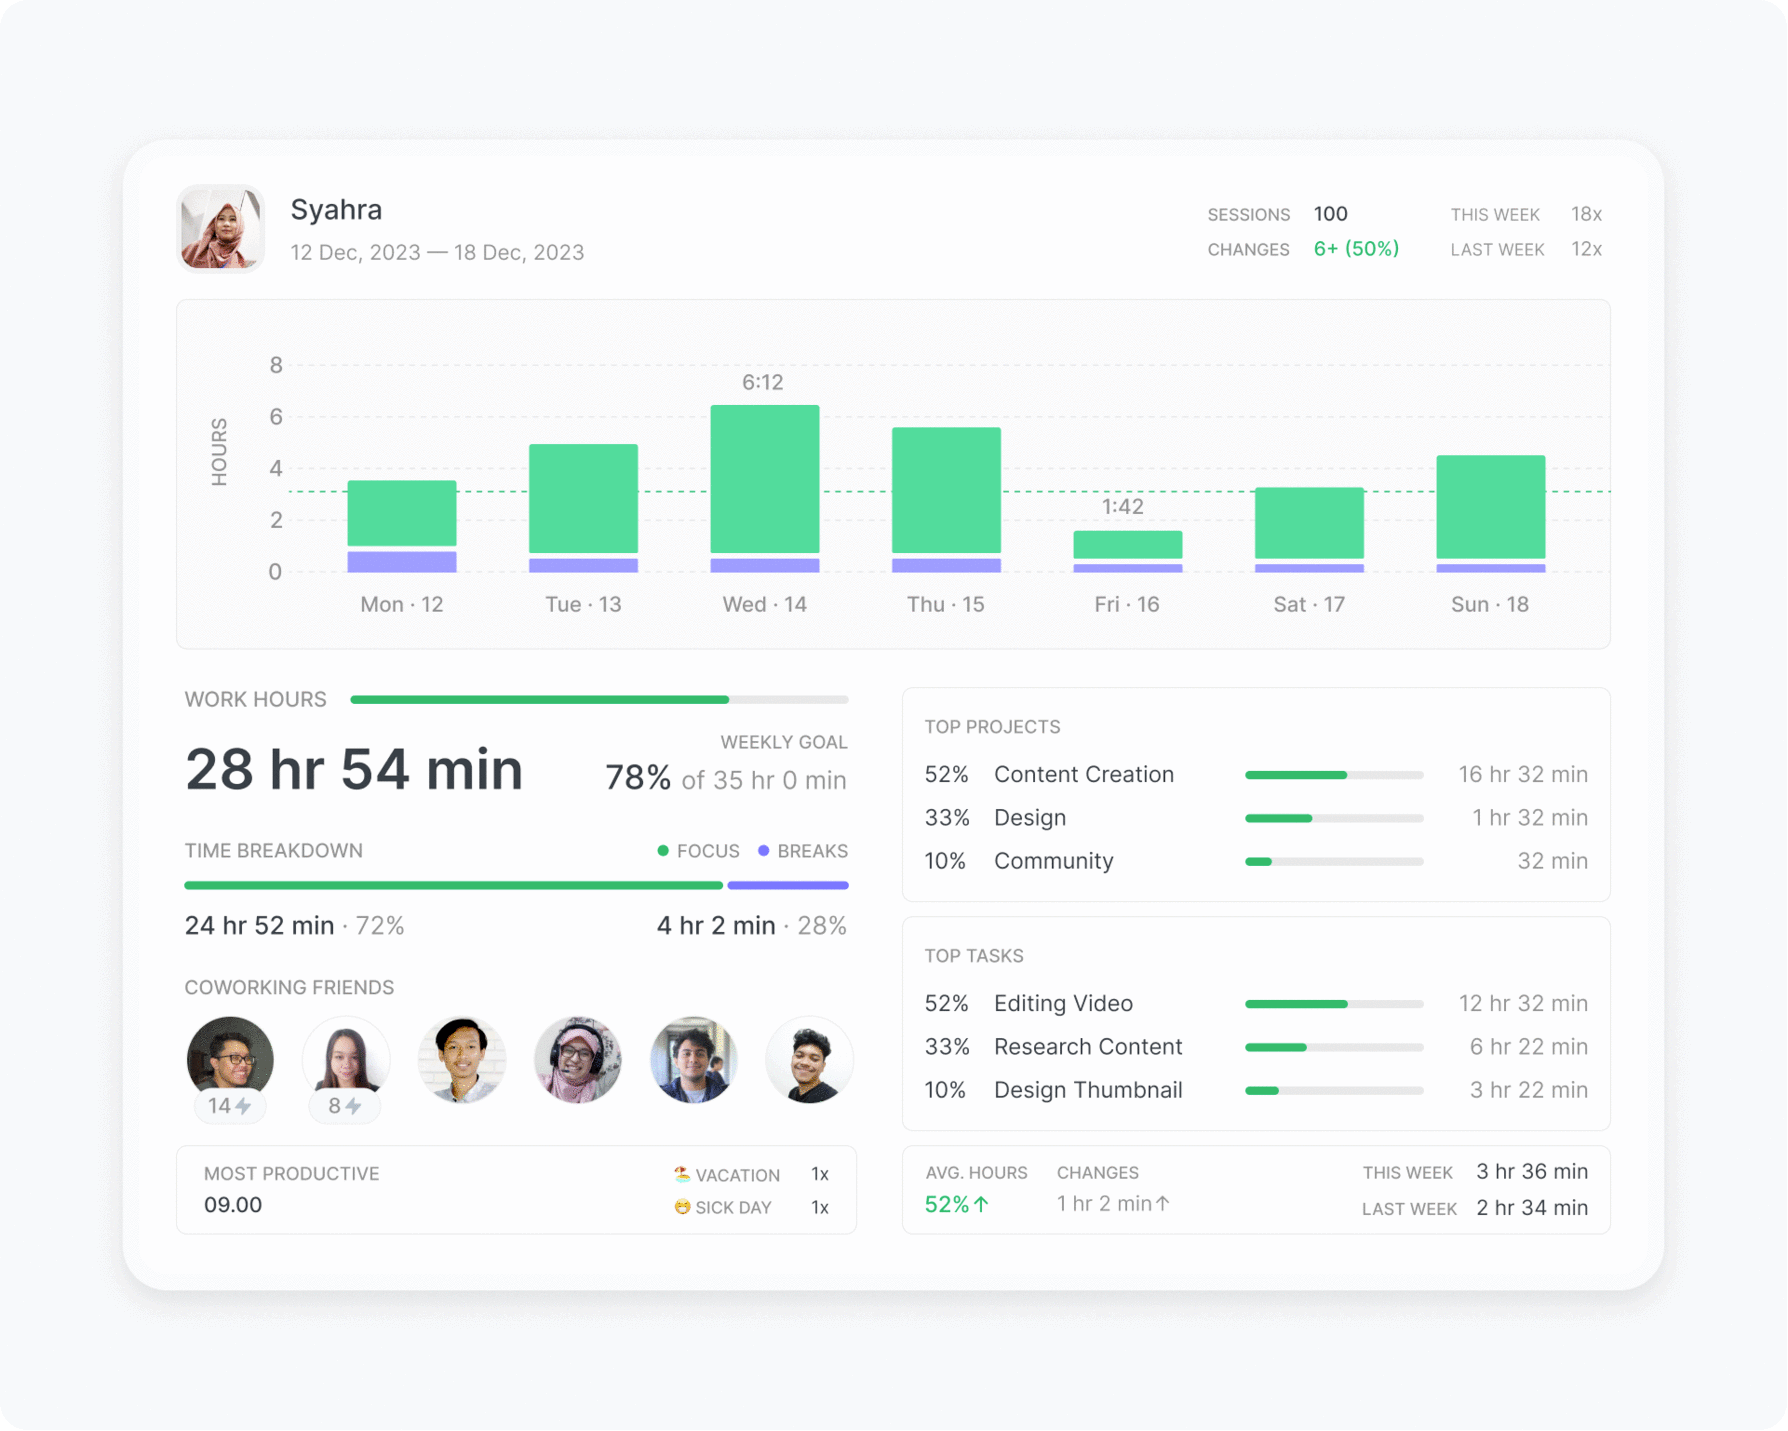 Syahra
12 Dec, 2023 — 18 Dec, 2023
SESSIONS 100 THIS WEEK 18x
CHANGES 6+ (50%) LAST WEEK 12x
HOURS
8
6
4
2
0
6:12
1:42
Mon · 12 Tue · 13 Wed · 14 Thu · 15 Fri · 16 Sat · 17 Sun · 18
WORK HOURS
28 hr 54 min
WEEKLY GOAL
78% of 35 hr 0 min
TIME BREAKDOWN FOCUS BREAKS
24 hr 52 min · 72% 4 hr 2 min · 28%
COWORKING FRIENDS
14 8
MOST PRODUCTIVE
09.00
VACATION 1x
SICK DAY 1x
TOP PROJECTS
52% Content Creation 16 hr 32 min
33% Design 1 hr 32 min
10% Community 32 min
TOP TASKS
52% Editing Video 12 hr 32 min
33% Research Content 6 hr 22 min
10% Design Thumbnail 3 hr 22 min
AVG. HOURS CHANGES THIS WEEK 3 hr 36 min
52%↑ 1 hr 2 min↑ LAST WEEK 2 hr 34 min